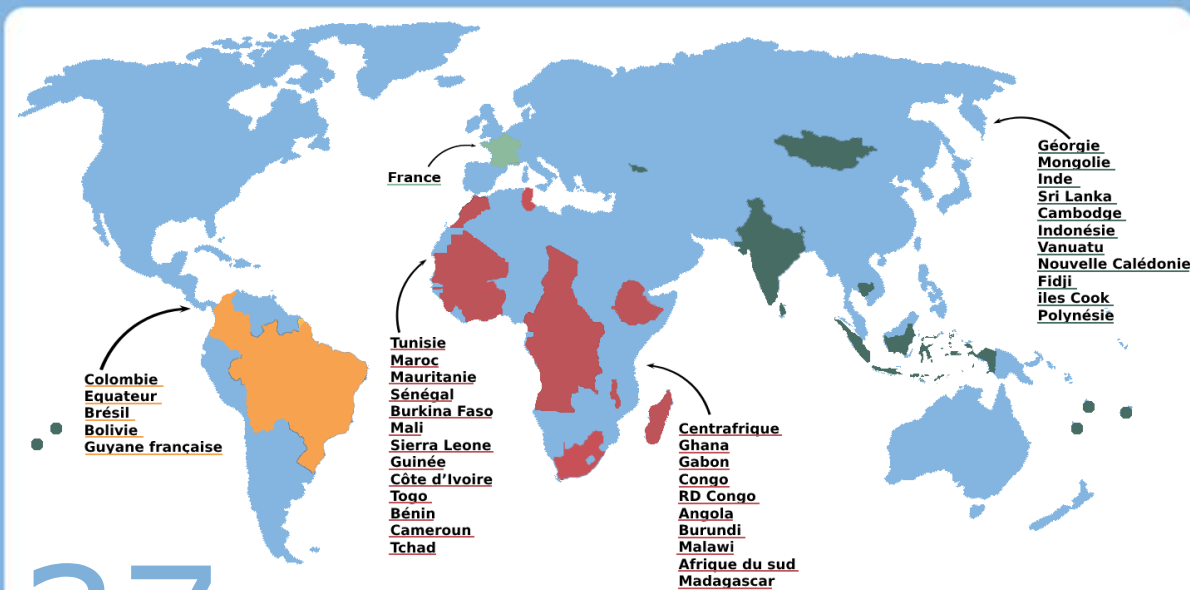 France
Géorgie
Mongolie
Inde
Sri Lanka
Cambodge
Indonésie
Vanuatu
Nouvelle Calédonie
Fidji
iles Cook
Polynésie
Colombie
Equateur
Brésil
Bolivie
Guyane française
Tunisie
Maroc
Mauritanie
Sénégal
Burkina Faso
Mali
Sierra Leone
Guinée
Côte d’Ivoire
Togo
Bénin
Cameroun
Tchad
Centrafrique
Ghana
Gabon
Congo
RD Congo
Angola
Burundi
Malawi
Afrique du sud
Madagascar